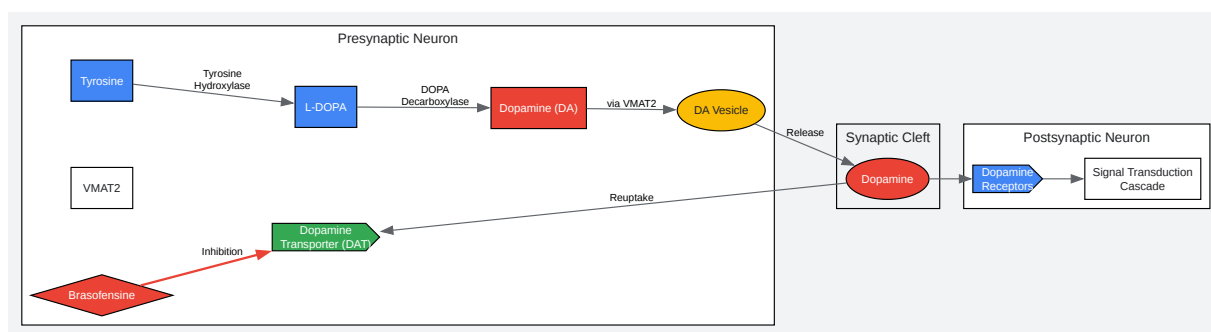 Presynaptic Neuron
Tyrosine
Tyrosine
Hydroxylase
L-DOPA
DOPA
Decarboxylase
Dopamine (DA)
via VMAT2
DA Vesicle
Release
Synaptic Cleft
Dopamine
Postsynaptic Neuron
Dopamine
Receptors
Signal Transduction
Cascade
VMAT2
Reuptake
Dopamine
Transporter (DAT)
Inhibition
Brasofensine